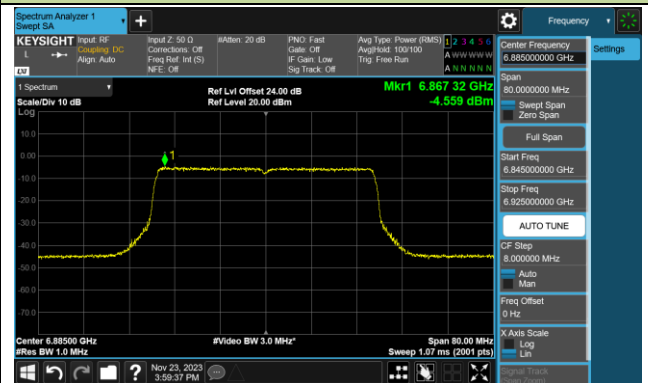 Spectrum Analyzer 1
Swept SA
+
Frequency
KEYSIGHT
L
LXI
Input: RF
Coupling: DC
Align: Auto
Input Z: 50 Ω
Corrections: Off
Freq Ref: Int (S)
NFE: Off
#Atten: 20 dB
PNO: Fast
Gate: Off
IF Gain: Low
Sig Track: Off
Avg Type: Power (RMS)
Avg|Hold: 100/100
Trig: Free Run
1 2 3 4 5 6
A W W W W W
A N N N N N
1 Spectrum
Scale/Div 10 dB
Log
Ref Lvl Offset 24.00 dB
Ref Level 20.00 dBm
Mkr1 6.867 32 GHz
-4.559 dBm
1
10.0
0.00
-10.0
-20.0
-30.0
-40.0
-50.0
-60.0
-70.0
Center 6.88500 GHz
#Res BW 1.0 MHz
#Video BW 3.0 MHz*
Span 80.00 MHz
Sweep 1.07 ms (2001 pts)
Center Frequency
6.885000000 GHz
Settings
Span
80.0000000 MHz
Swept Span
Zero Span
Full Span
Start Freq
6.845000000 GHz
Stop Freq
6.925000000 GHz
AUTO TUNE
CF Step
8.000000 MHz
Auto
Man
Freq Offset
0 Hz
X Axis Scale
Log
Lin
Signal Track
(Span Zoom)
?
Nov 23, 2023
3:59:37 PM